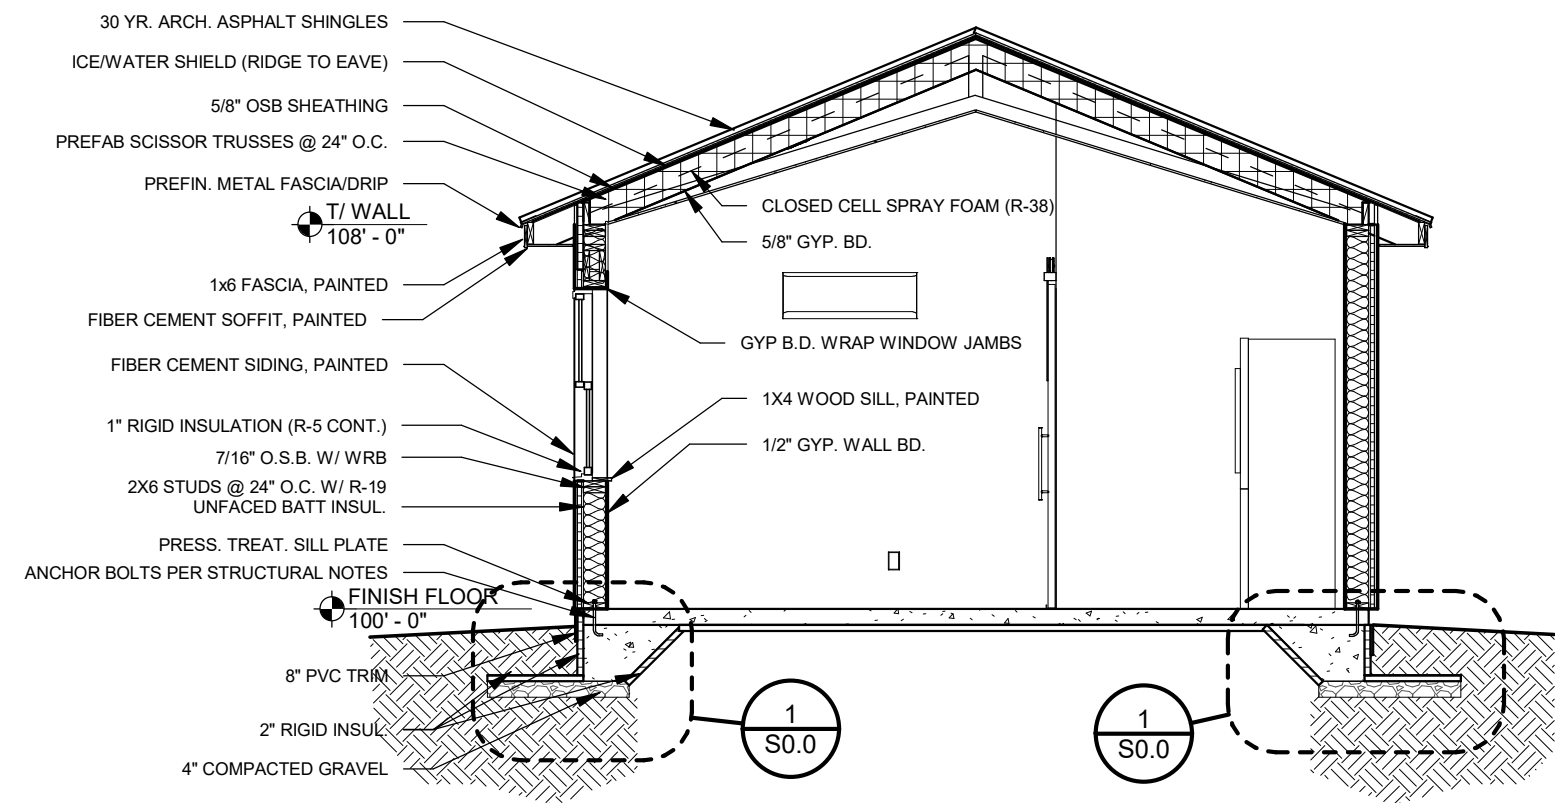 30 YR. ARCH. ASPHALT SHINGLES
ICE/WATER SHIELD (RIDGE TO EAVE)
5/8" OSB SHEATHING
PREFAB SCISSOR TRUSSES @ 24" O.C.
PREFIN. METAL FASCIA/DRIP
T/ WALL
108' - 0"
1x6 FASCIA, PAINTED
FIBER CEMENT SOFFIT, PAINTED
FIBER CEMENT SIDING, PAINTED
1" RIGID INSULATION (R-5 CONT.)
7/16" O.S.B. W/ WRB
2X6 STUDS @ 24" O.C. W/ R-19
UNFACED BATT INSUL.
PRESS. TREAT. SILL PLATE
ANCHOR BOLTS PER STRUCTURAL NOTES
FINISH FLOOR
100' - 0"
8" PVC TRIM
2" RIGID INSUL.
4" COMPACTED GRAVEL
CLOSED CELL SPRAY FOAM (R-38)
5/8" GYP. BD.
GYP B.D. WRAP WINDOW JAMBS
1X4 WOOD SILL, PAINTED
1/2" GYP. WALL BD.
1
S0.0
1
S0.0